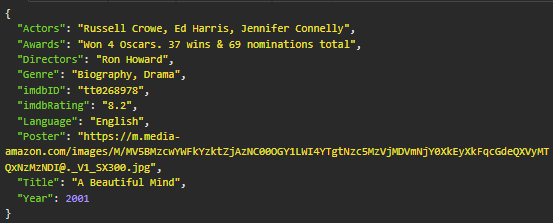 {
"Actors": "Russell Crowe, Ed Harris, Jennifer Connelly",
"Awards": "Won 4 Oscars. 37 wins & 69 nominations total",
"Directors": "Ron Howard",
"Genre": "Biography, Drama",
"imdbID": "tt0268978",
"imdbRating": "8.2",
"Language": "English",
"Poster": "https://m.media-
amazon.com/images/M/MV5BMzcwYWFkYzktZjAzNC00OGY1LWI4YTgtNzc5MzVjMDVmNjY0XkEyXkFqcGdeQXVyMT
QxNzMzNDI@._V1_SX300.jpg",
"Title": "A Beautiful Mind",
"Year": 2001
}